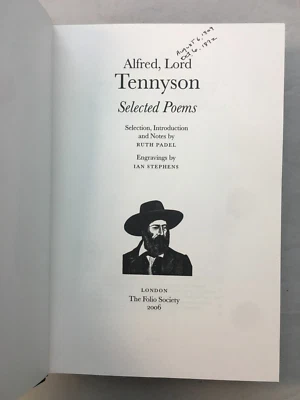 August 6, 1809
Oct 6, 1892
Alfred, Lord
Tennyson
Selected Poems
Selection, Introduction
and Notes by
RUTH PADEL
Engravings by
IAN STEPHENS
LONDON
The Folio Society
2006